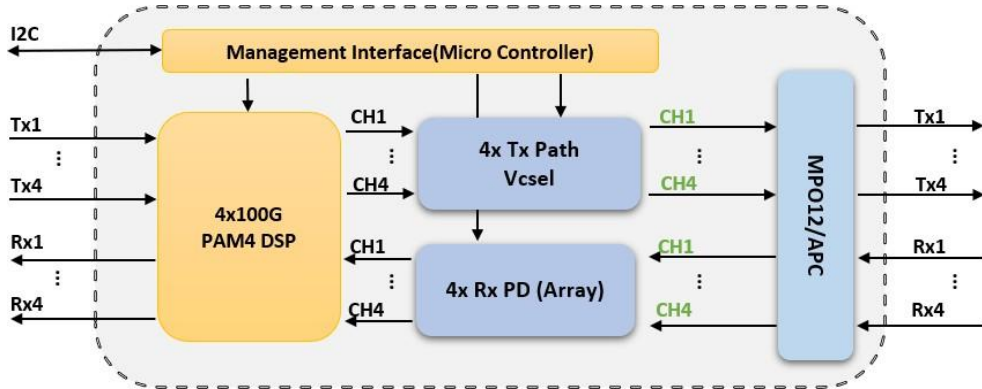 I2C
Management Interface(Micro Controller)
Tx1
CH1
CH1
Tx1
...
...
...
...
4x Tx Path
Vcsel
Tx4
CH4
CH4
Tx4
4x100G
PAM4 DSP
MPO12/APC
Rx1
CH1
CH1
Rx1
...
...
...
...
4x Rx PD (Array)
Rx4
CH4
CH4
Rx4